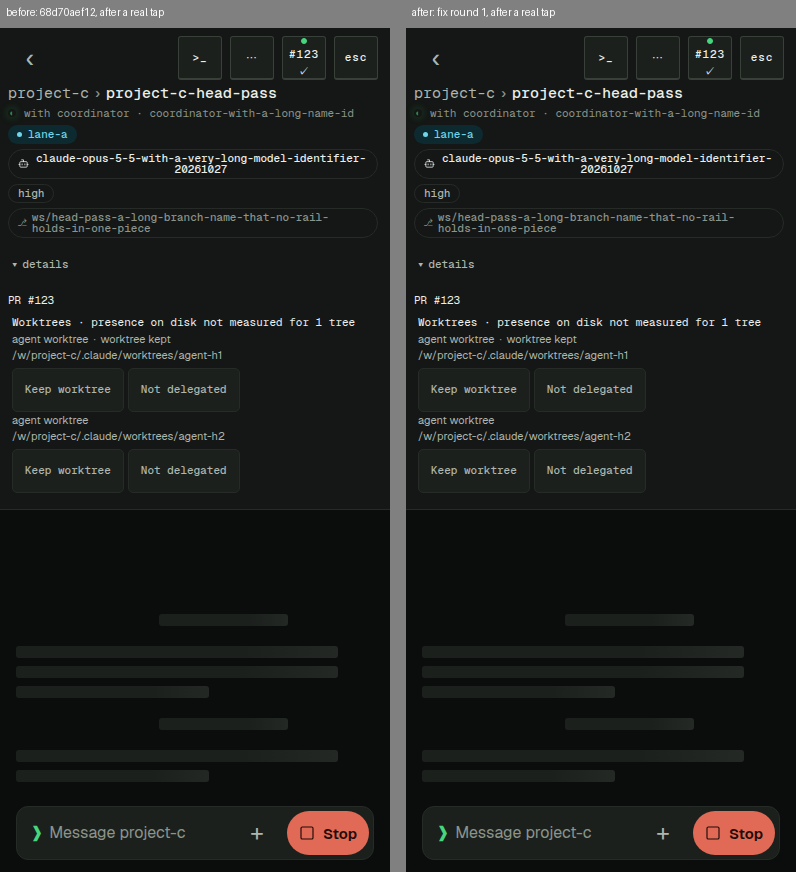 before: 68d70aef12, after a real tap
‹ >_ ··· #123 ✓ esc
project-c › project-c-head-pass
with coordinator · coordinator-with-a-long-name-id
lane-a
claude-opus-5-5-with-a-very-long-model-identifier-
20261027
high
ws/head-pass-a-long-branch-name-that-no-rail-
holds-in-one-piece
▾ details
PR #123
Worktrees · presence on disk not measured for 1 tree
agent worktree · worktree kept
/w/project-c/.claude/worktrees/agent-h1
Keep worktree Not delegated
agent worktree
/w/project-c/.claude/worktrees/agent-h2
Keep worktree Not delegated
❱ Message project-c + Stop
after: fix round 1, after a real tap
‹ >_ ··· #123 ✓ esc
project-c › project-c-head-pass
with coordinator · coordinator-with-a-long-name-id
lane-a
claude-opus-5-5-with-a-very-long-model-identifier-
20261027
high
ws/head-pass-a-long-branch-name-that-no-rail-
holds-in-one-piece
▾ details
PR #123
Worktrees · presence on disk not measured for 1 tree
agent worktree · worktree kept
/w/project-c/.claude/worktrees/agent-h1
Keep worktree Not delegated
agent worktree
/w/project-c/.claude/worktrees/agent-h2
Keep worktree Not delegated
❱ Message project-c + Stop